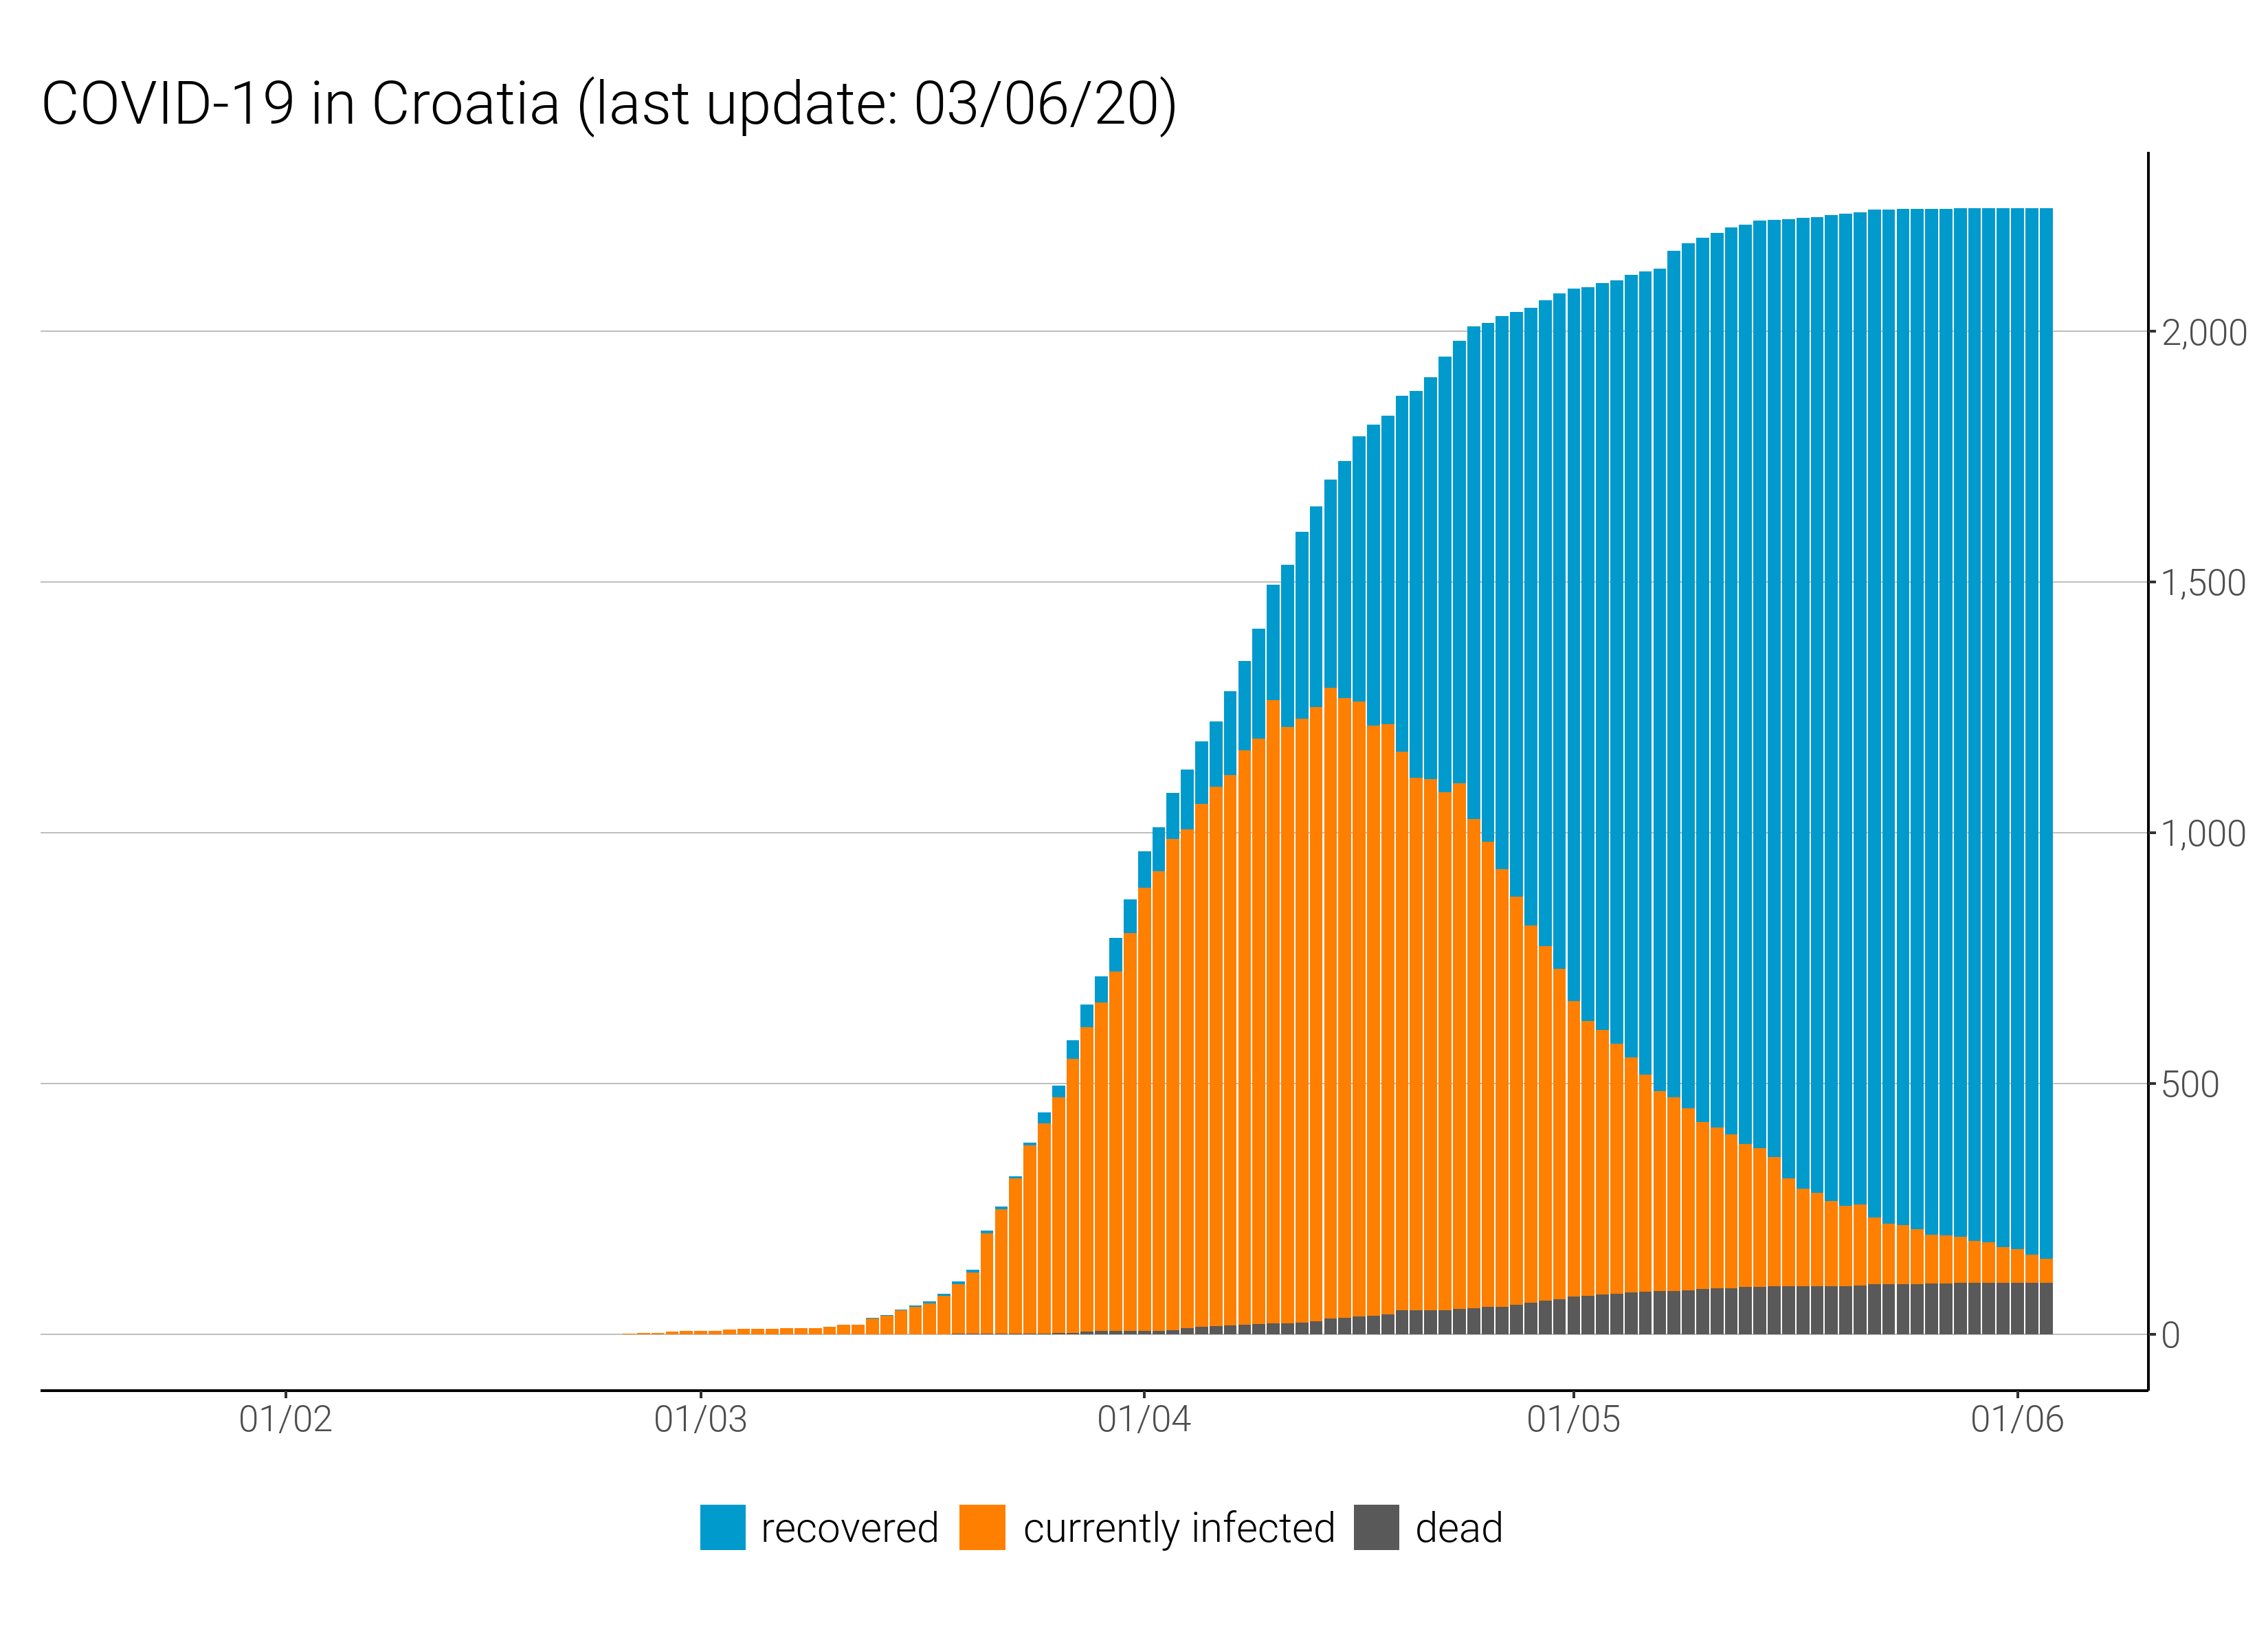 COVID-19 in Croatia (last update: 03/06/20)
2,000
1,500
1,000
500
0
01/02 01/03 01/04 01/05 01/06
recovered currently infected dead